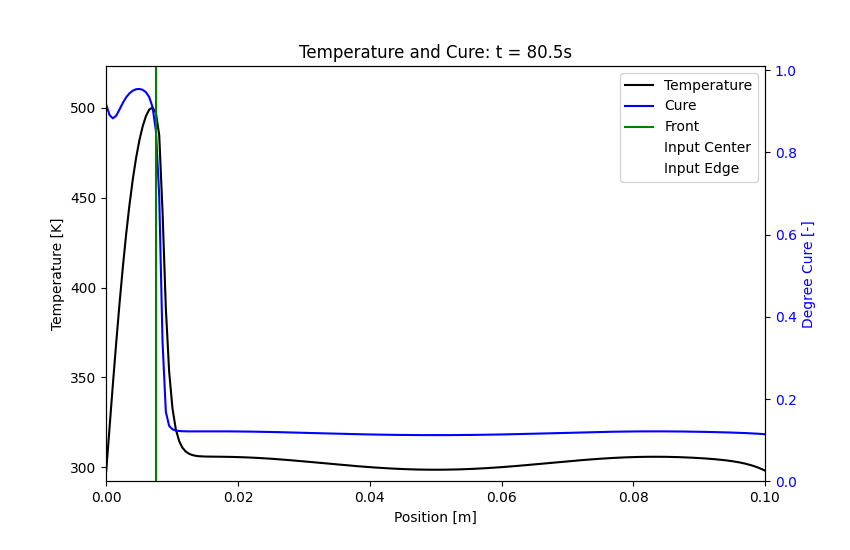 Temperature and Cure: t = 80.5s
Temperature
Cure
Front
Input Center
Input Edge
500
450
400
350
300
Temperature [K]
1.0
0.8
0.6
0.4
0.2
0.0
Degree Cure [-]
0.00 0.02 0.04 0.06 0.08 0.10
Position [m]